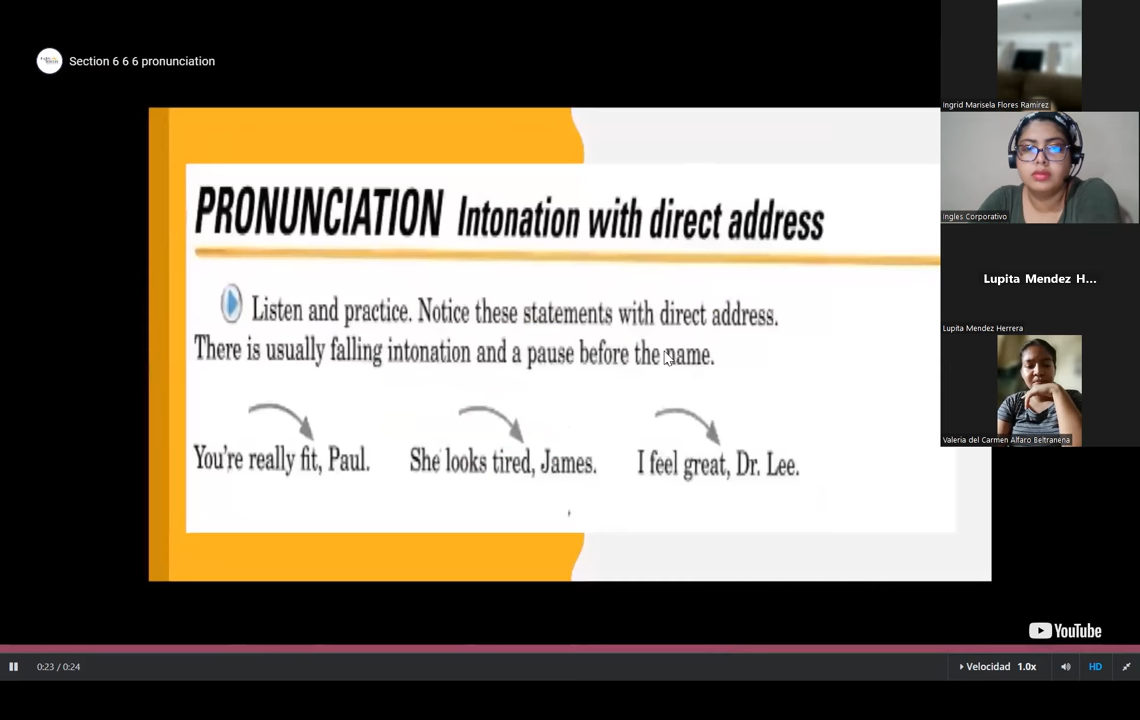 Section 6 6 6 pronunciation
PRONUNCIATION Intonation with direct address
Listen and practice. Notice these statements with direct address.
There is usually falling intonation and a pause before the name.
You're really fit, Paul. She looks tired, James. I feel great, Dr. Lee.
YouTube
0:23 / 0:24
Velocidad 1.0x
HD
Ingrid Marisela Flores Ramirez
Ingles Corporativo
Lupita Mendez H...
Lupita Mendez Herrera
Valeria del Carmen Alfaro Beltranena